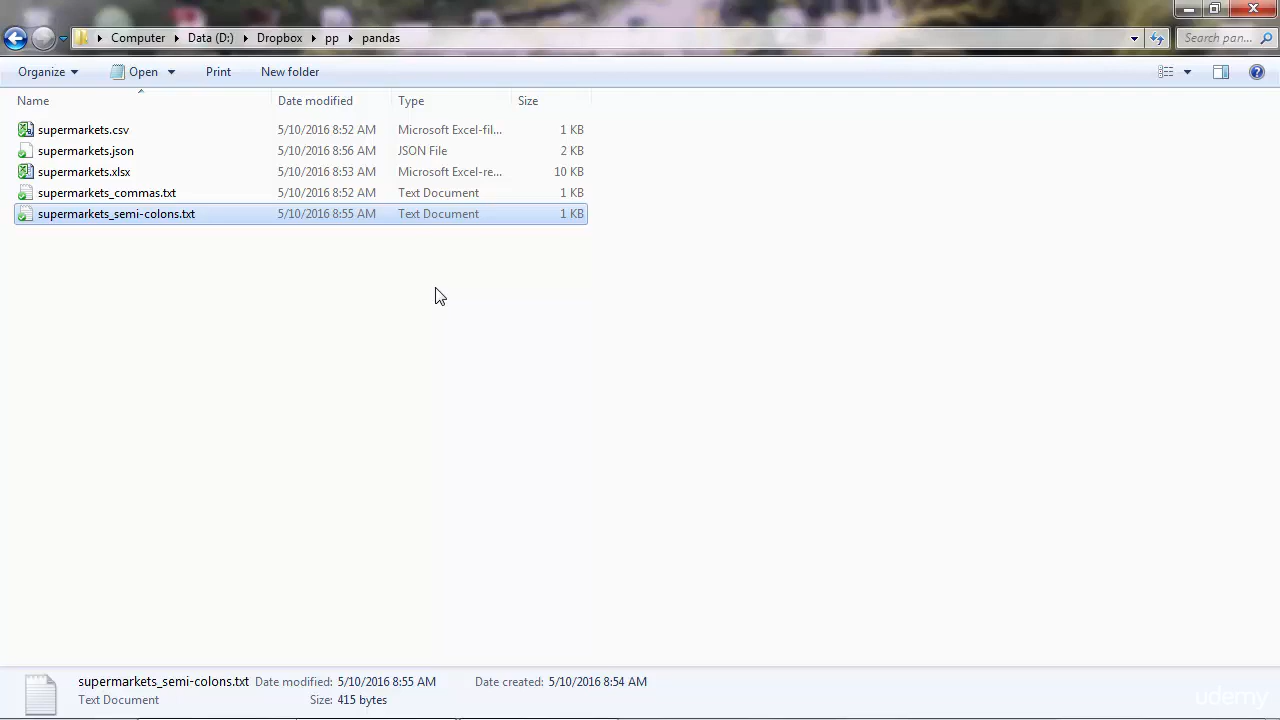 Computer Data (D:) Dropbox pp pandas Search pan...
Organize Open Print New folder
Name Date modified Type Size
supermarkets.csv 5/10/2016 8:52 AM Microsoft Excel-fil... 1 KB
supermarkets.json 5/10/2016 8:56 AM JSON File 2 KB
supermarkets.xlsx 5/10/2016 8:53 AM Microsoft Excel-re... 10 KB
supermarkets_commas.txt 5/10/2016 8:52 AM Text Document 1 KB
supermarkets_semi-colons.txt 5/10/2016 8:55 AM Text Document 1 KB
supermarkets_semi-colons.txt Date modified: 5/10/2016 8:55 AM Date created: 5/10/2016 8:54 AM
Text Document Size: 415 bytes
udemy